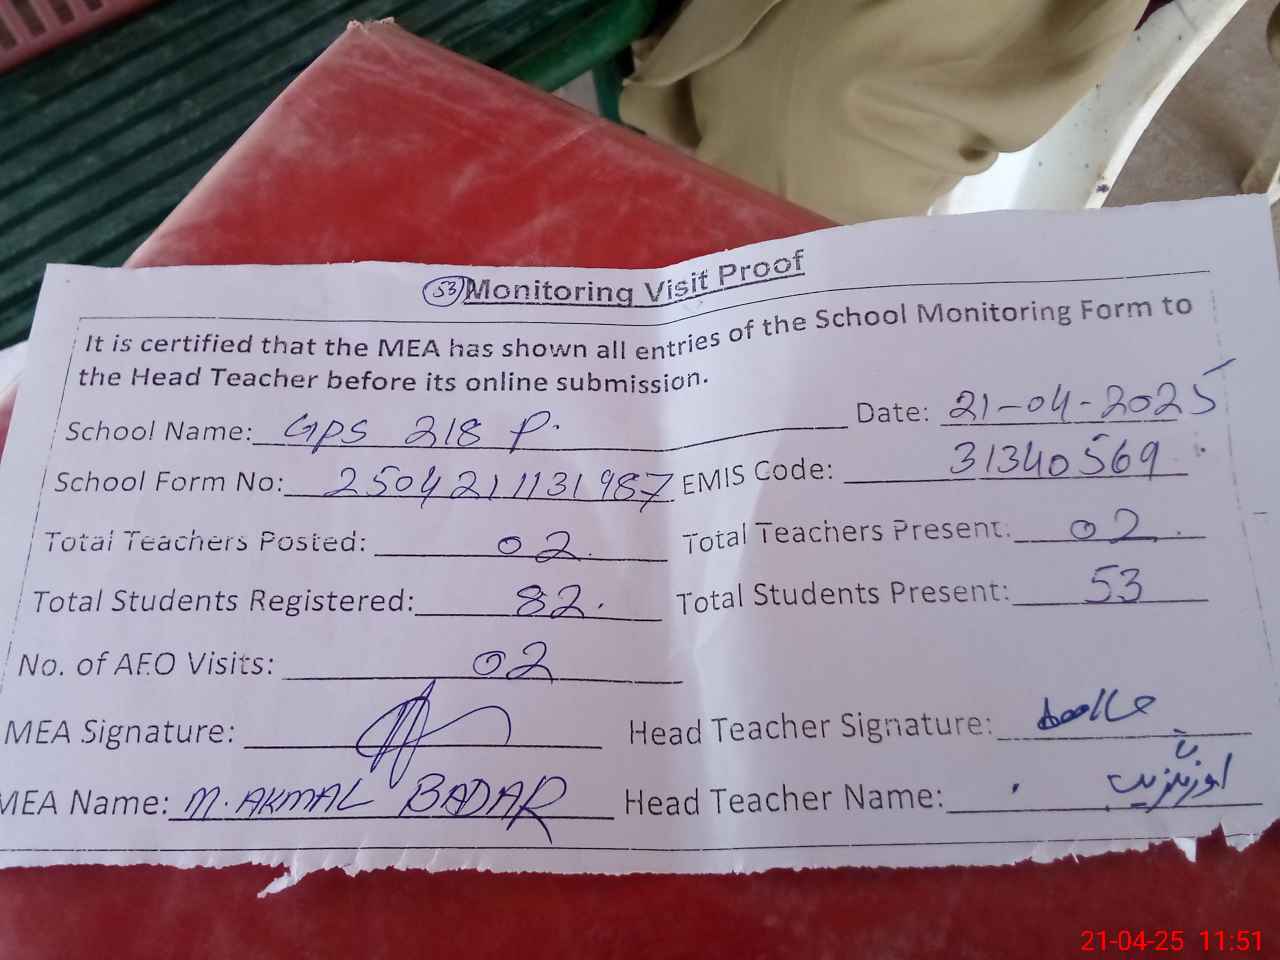 53 Monitoring Visit Proof
It is certified that the MEA has shown all entries of the School Monitoring Form to
the Head Teacher before its online submission.
School Name: GPS 218 P. Date: 21-04-2025
School Form No: 2504211131987 EMIS Code: 31340569
Total Teachers Posted: 02. Total Teachers Present: 02.
Total Students Registered: 82. Total Students Present: 53
No. of AEO Visits: 02
MEA Signature: Head Teacher Signature:
MEA Name: M. AKMAL BADAR Head Teacher Name:
21-04-25 11:51